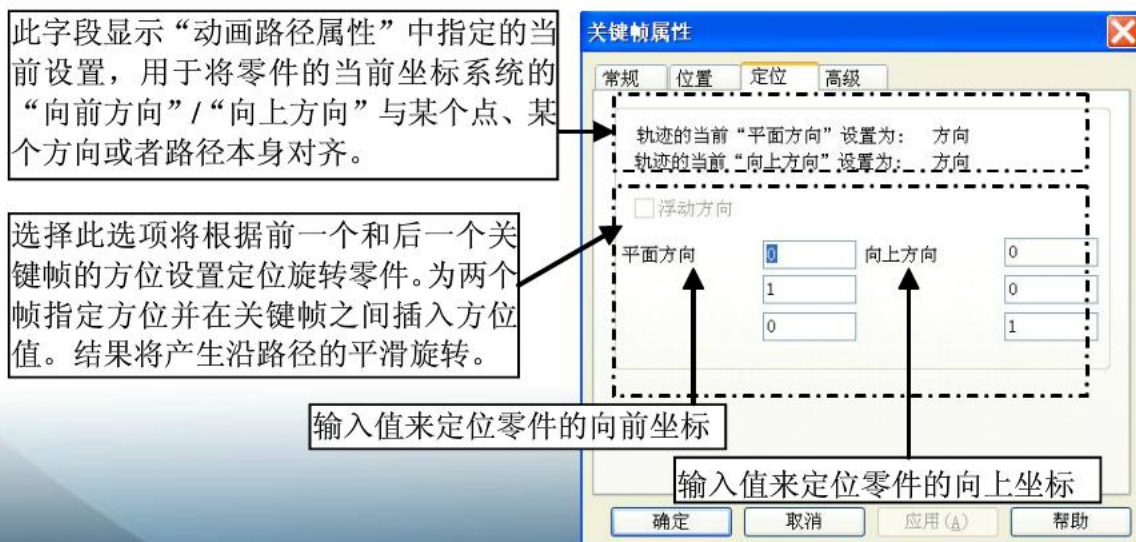 此字段显示“动画路径属性”中指定的当
前设置，用于将零件的当前坐标系统的
“向前方向”/“向上方向”与某个点、某
个方向或者路径本身对齐。
选择此选项将根据前一个和后一个关
键帧的方位设置定位旋转零件。为两个
帧指定方位并在关键帧之间插入方位
值。结果将产生沿路径的平滑旋转。
关键帧属性
常规 位置 定位 高级
轨迹的当前“平面方向”设置为： 方向
轨迹的当前“向上方向”设置为： 方向
浮动方向
平面方向 0 向上方向 0
1 0
0 1
输入值来定位零件的向前坐标
输入值来定位零件的向上坐标
确定 取消 应用(A) 帮助